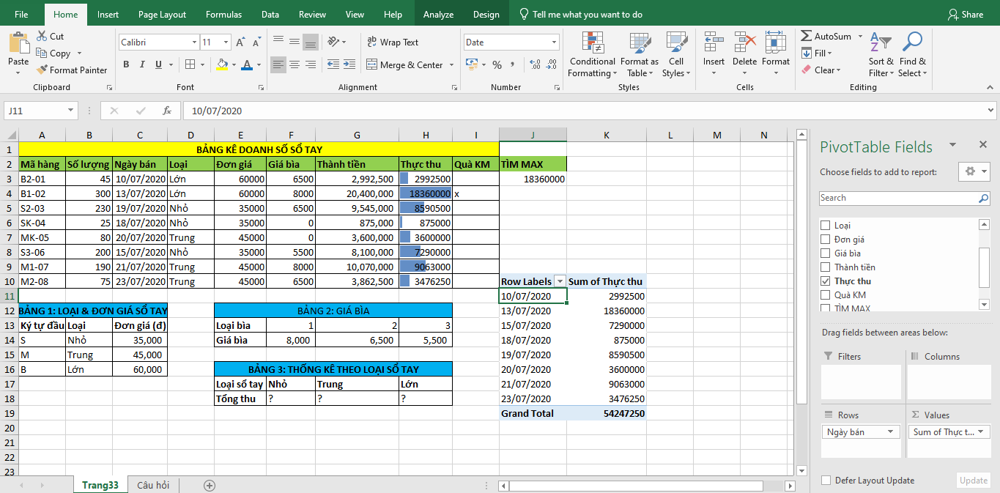 File Home Insert Page Layout Formulas Data Review View Help Analyze Design Tell me what you want to do Share
Cut
Copy
Format Painter
Paste
Clipboard
Calibri 11
B I U
Font
Wrap Text
Merge & Center
Alignment
Date
Number
Conditional Formatting
Format as Table
Cell Styles
Styles
Insert Delete Format
Cells
AutoSum
Fill
Clear
Sort & Filter
Find & Select
Editing
J11 fx 10/07/2020
A B C D E F G H I J K L M N
1 BẢNG KÊ DOANH SỐ SỔ TAY
2 Mã hàng Số lượng Ngày bán Loại Đơn giá Giá bìa Thành tiền Thực thu Quà KM TÌM MAX
3 B2-01 45 10/07/2020 Lớn 60000 6500 2,992,500 2992500 18360000
4 B1-02 300 13/07/2020 Lớn 60000 8000 20,400,000 18360000 x
5 S2-03 230 19/07/2020 Nhỏ 35000 6500 9,545,000 8590500
6 SK-04 25 18/07/2020 Nhỏ 35000 0 875,000 875000
7 MK-05 80 20/07/2020 Trung 45000 0 3,600,000 3600000
8 S3-06 200 15/07/2020 Nhỏ 35000 5500 8,100,000 7290000
9 M1-07 190 21/07/2020 Trung 45000 8000 10,070,000 9063000
10 M2-08 75 23/07/2020 Trung 45000 6500 3,862,500 3476250 Row Labels Sum of Thực thu
11 10/07/2020 2992500
12 BẢNG 1: LOẠI & ĐƠN GIÁ SỔ TAY BẢNG 2: GIÁ BÌA 13/07/2020 18360000
13 Ký tự đầu Loại Đơn giá (đ) Loại bìa 1 2 3 15/07/2020 7290000
14 S Nhỏ 35,000 Giá bìa 8,000 6,500 5,500 18/07/2020 875000
15 M Trung 45,000 19/07/2020 8590500
16 B Lớn 60,000 BẢNG 3: THỐNG KÊ THEO LOẠI SỔ TAY 20/07/2020 3600000
17 Loại sổ tay Nhỏ Trung Lớn 21/07/2020 9063000
18 Tổng thu ? ? ? 23/07/2020 3476250
19 Grand Total 54247250
20
21
22
23
Trang33 Câu hỏi
PivotTable Fields
Choose fields to add to report:
Search
Loại
Đơn giá
Giá bìa
Thành tiền
Thực thu
Quà KM
TÌM MAX
Drag fields between areas below:
Filters Columns
Rows Values
Ngày bán Sum of Thực t...
Defer Layout Update Update